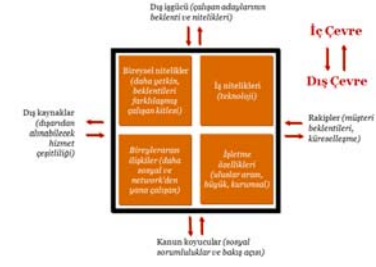 Dış işgücü (çalışan adaylarının
beklenti ve nitelikleri)
İç Çevre
Dış Çevre
Bireysel nitelikler
(daha yetkin,
beklentileri
farklılaşmış
çalışan kitlesi)
İş nitelikleri
(teknoloji)
Dış kaynaklar
(dışarıdan
alınabilecek
hizmet
çeşitliliği)
Rakipler (müşteri
beklentileri,
küreselleşme)
Bireylerarası
ilişkiler (daha
sosyal ve
network'den
yana çalışan)
İşletme
özellikleri
(uluslar arası,
büyük, kurumsal)
Kanun koyucular (sosyal
sorumluluklar ve bakış açısı)